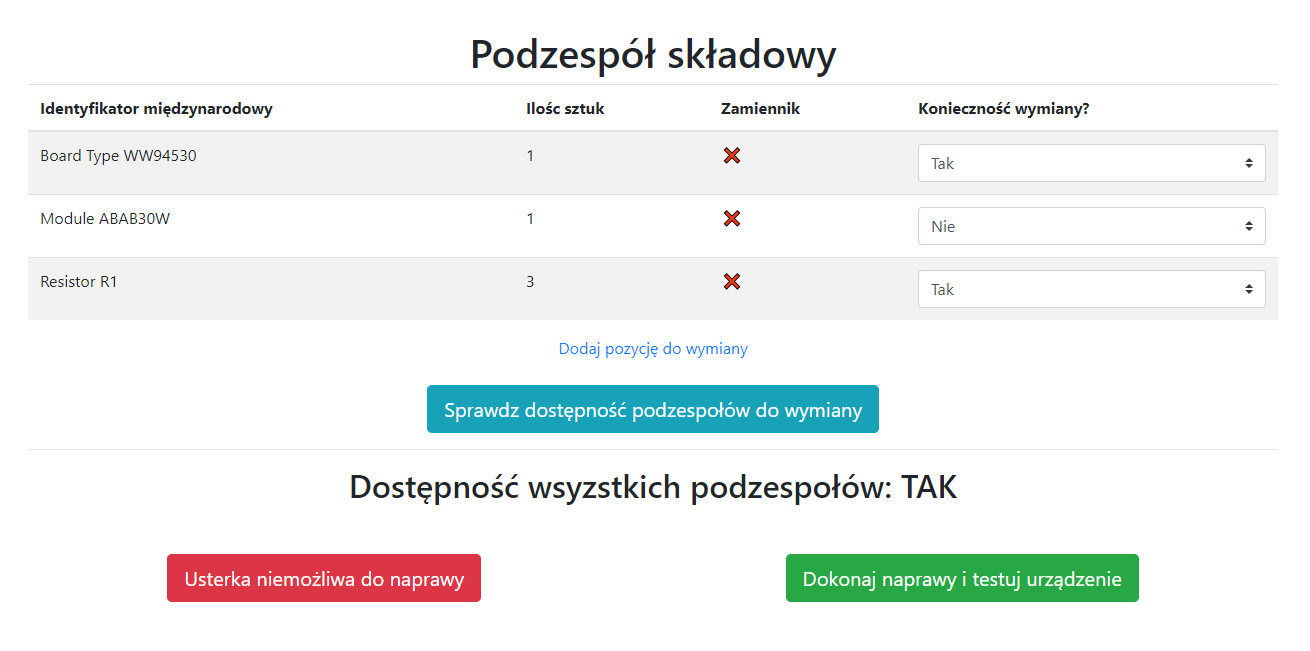 Podzespół składowy
Identyfikator międzynarodowy Ilośc sztuk Zamiennik Konieczność wymiany?
Board Type WW94530 1 Tak
Module ABAB30W 1 Nie
Resistor R1 3 Tak
Dodaj pozycję do wymiany
Sprawdz dostępność podzespołów do wymiany
Dostępność wsyzstkich podzespołów: TAK
Usterka niemożliwa do naprawy Dokonaj naprawy i testuj urządzenie